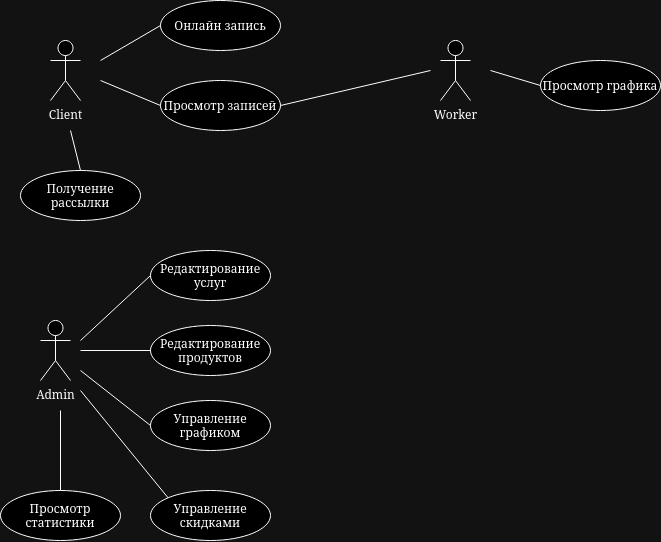 Онлайн запись
Client
Просмотр записей
Worker
Просмотр графика
Получение
рассылки
Редактирование
услуг
Admin
Редактирование
продуктов
Управление
графиком
Просмотр
статистики
Управление
скидками